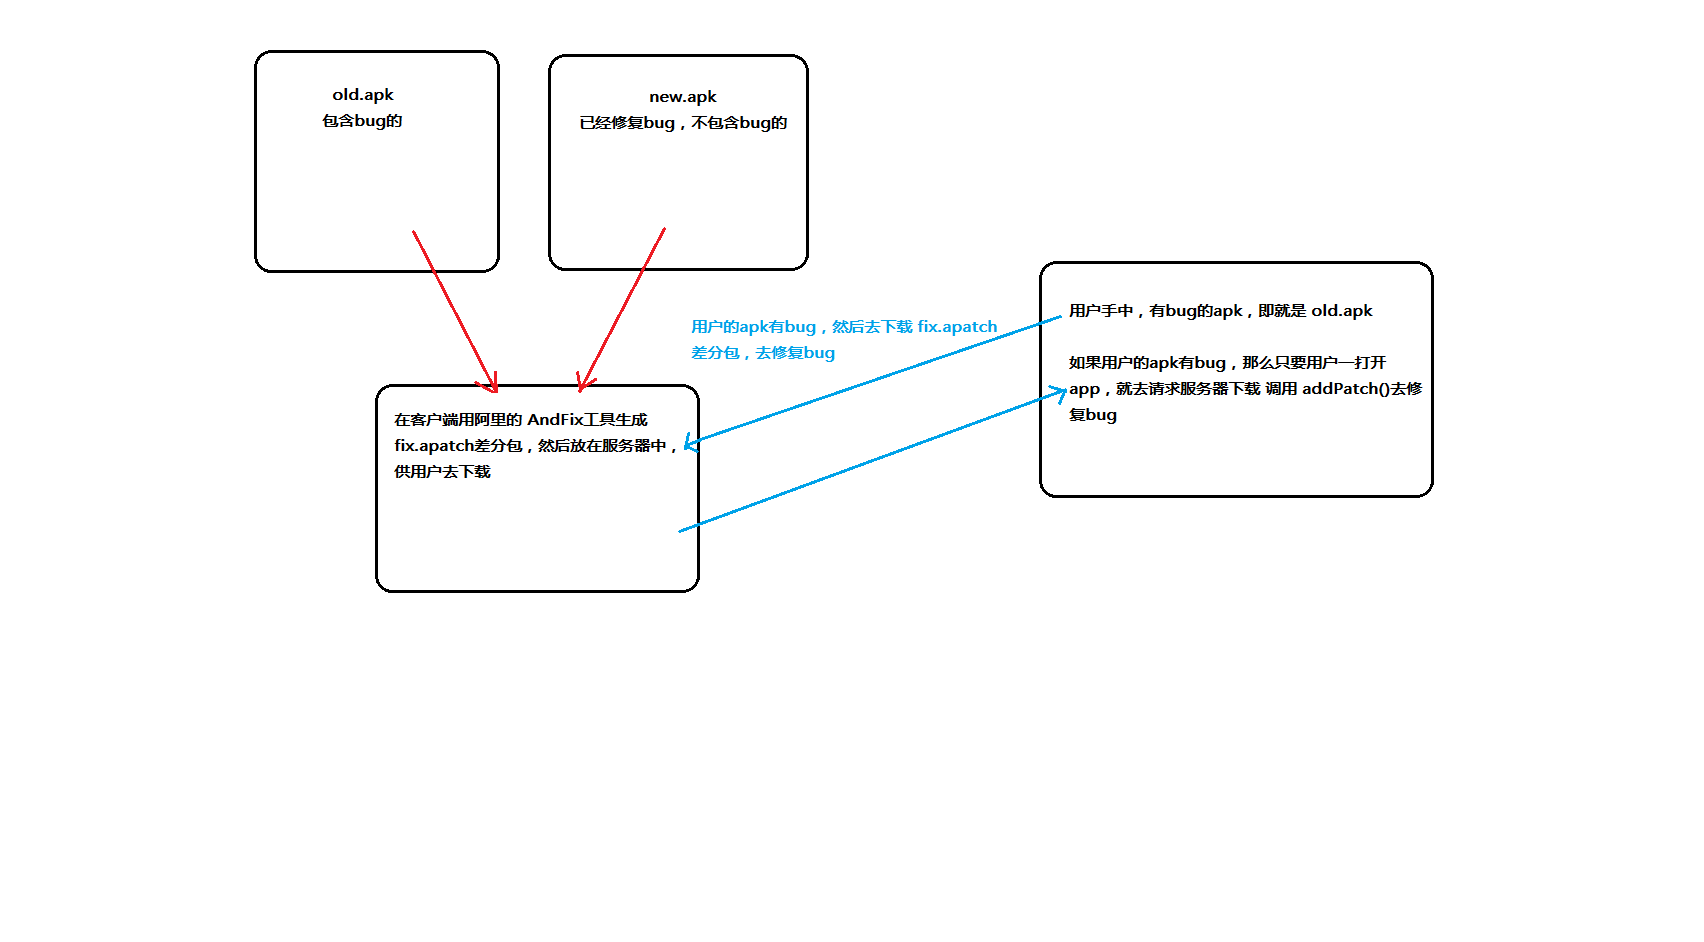 old.apk
包含bug的
new.apk
已经修复bug，不包含bug的
用户的apk有bug，然后去下载 fix.apatch
差分包，去修复bug
用户手中，有bug的apk，即就是 old.apk
如果用户的apk有bug，那么只要用户一打开
app，就去请求服务器下载 调用 addPatch()去修
复bug
在客户端用阿里的 AndFix工具生成
fix.apatch差分包，然后放在服务器中，
供用户去下载